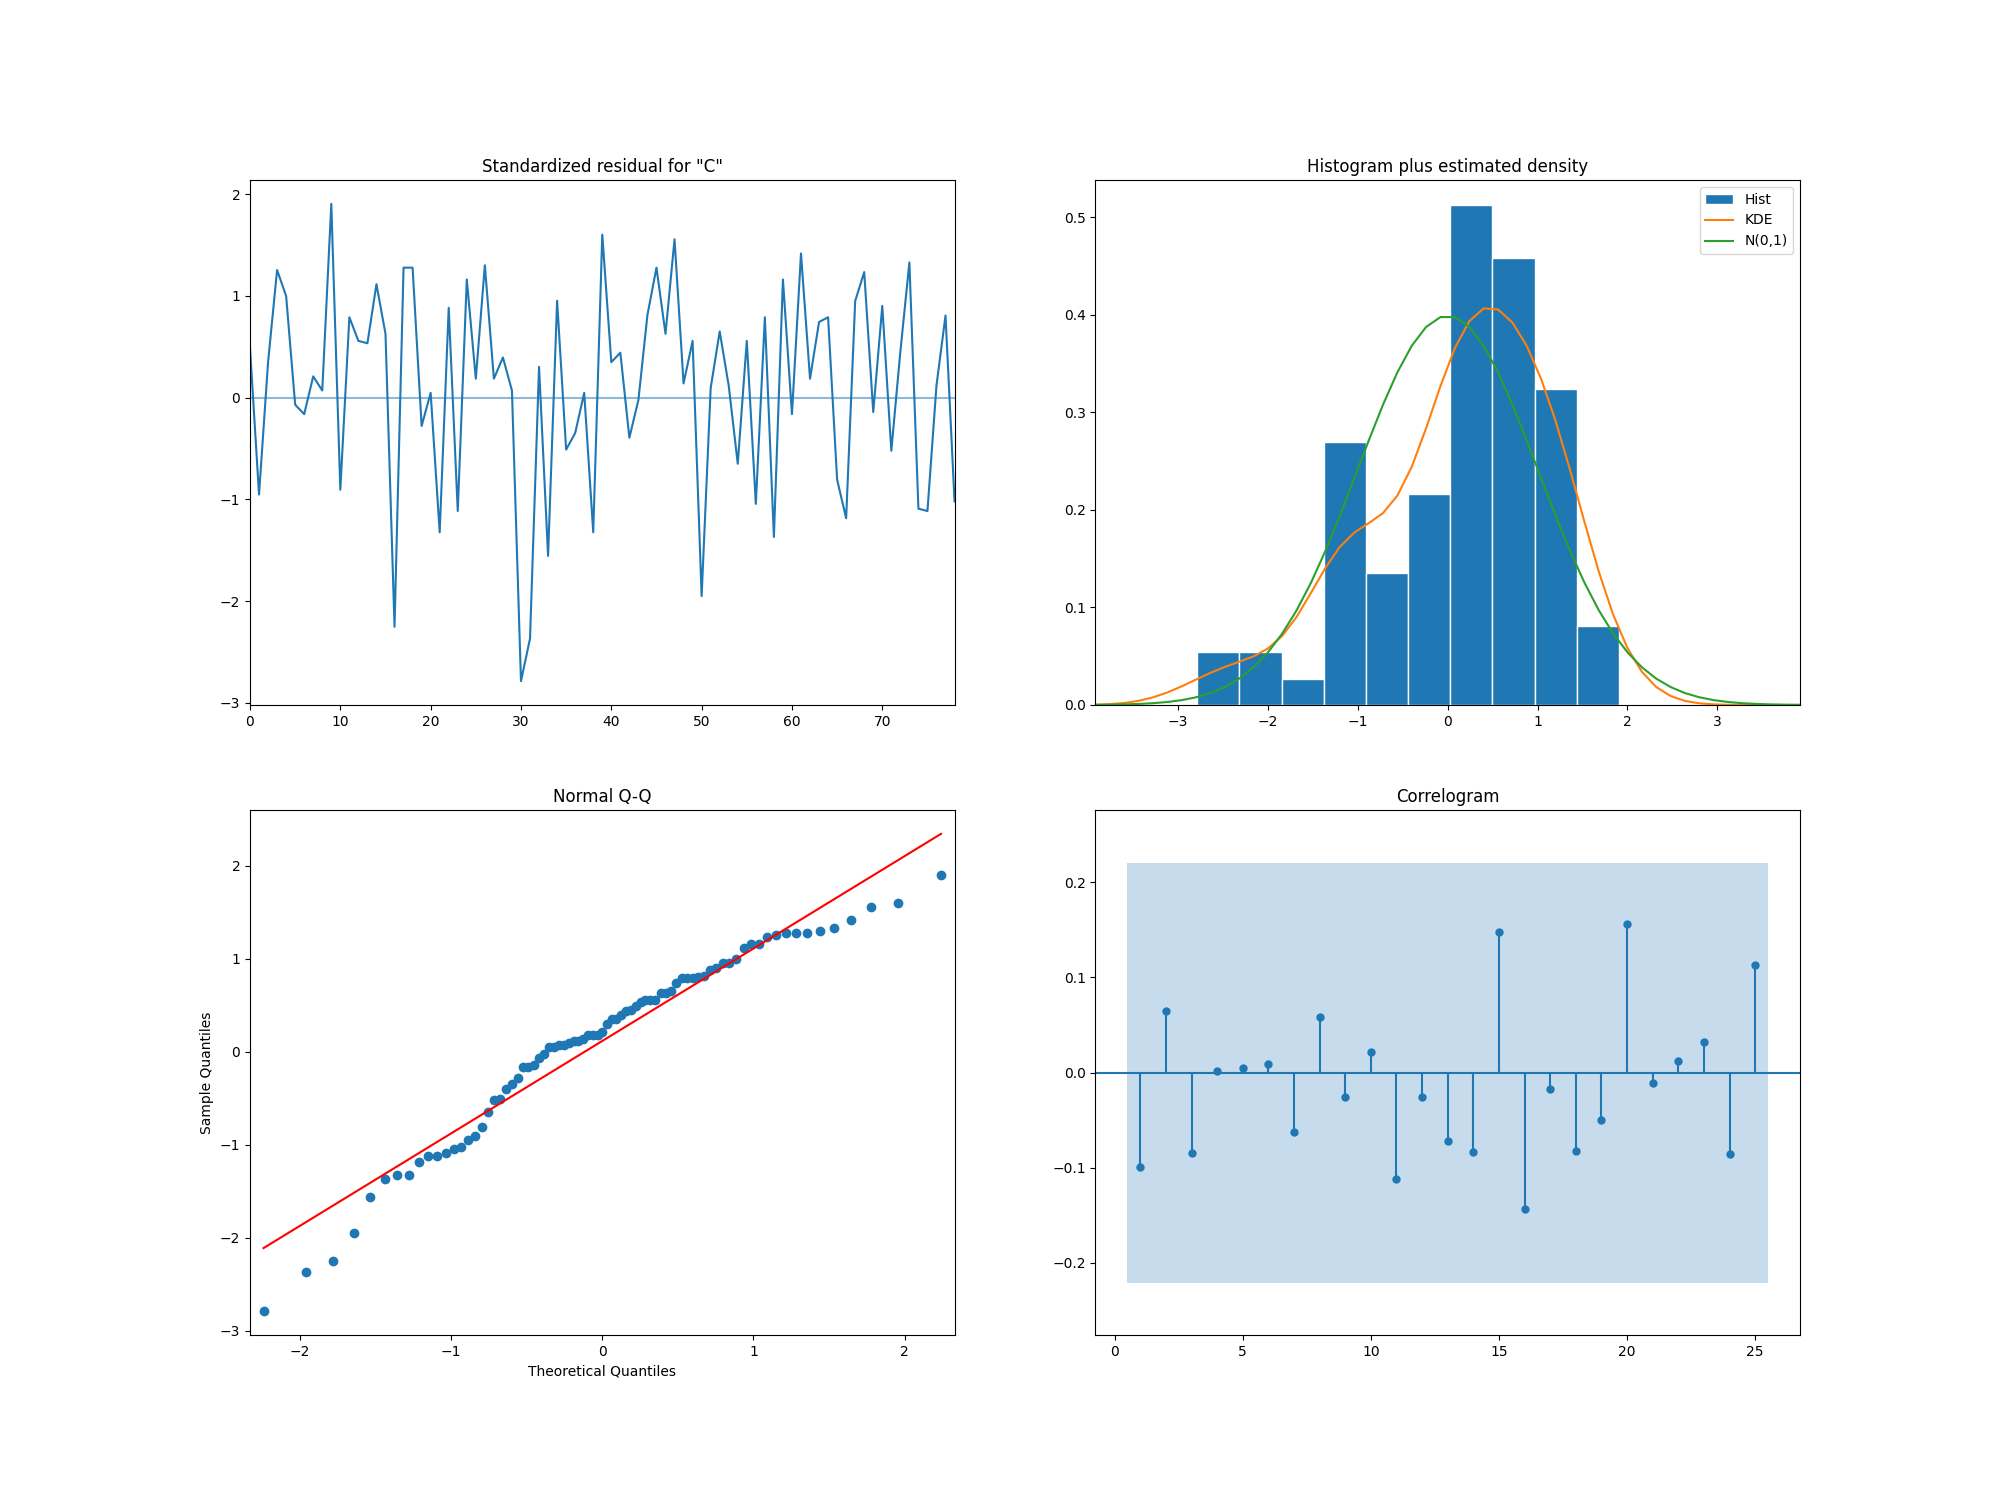 Standardized residual for "C"
2
1
0
−1
−2
−3
0 10 20 30 40 50 60 70
Histogram plus estimated density
Hist
KDE
N(0,1)
0.5
0.4
0.3
0.2
0.1
0.0
−3 −2 −1 0 1 2 3
Normal Q-Q
Sample Quantiles
2
1
0
−1
−2
−3
−2 −1 0 1 2
Theoretical Quantiles
Correlogram
0.2
0.1
0.0
−0.1
−0.2
0 5 10 15 20 25